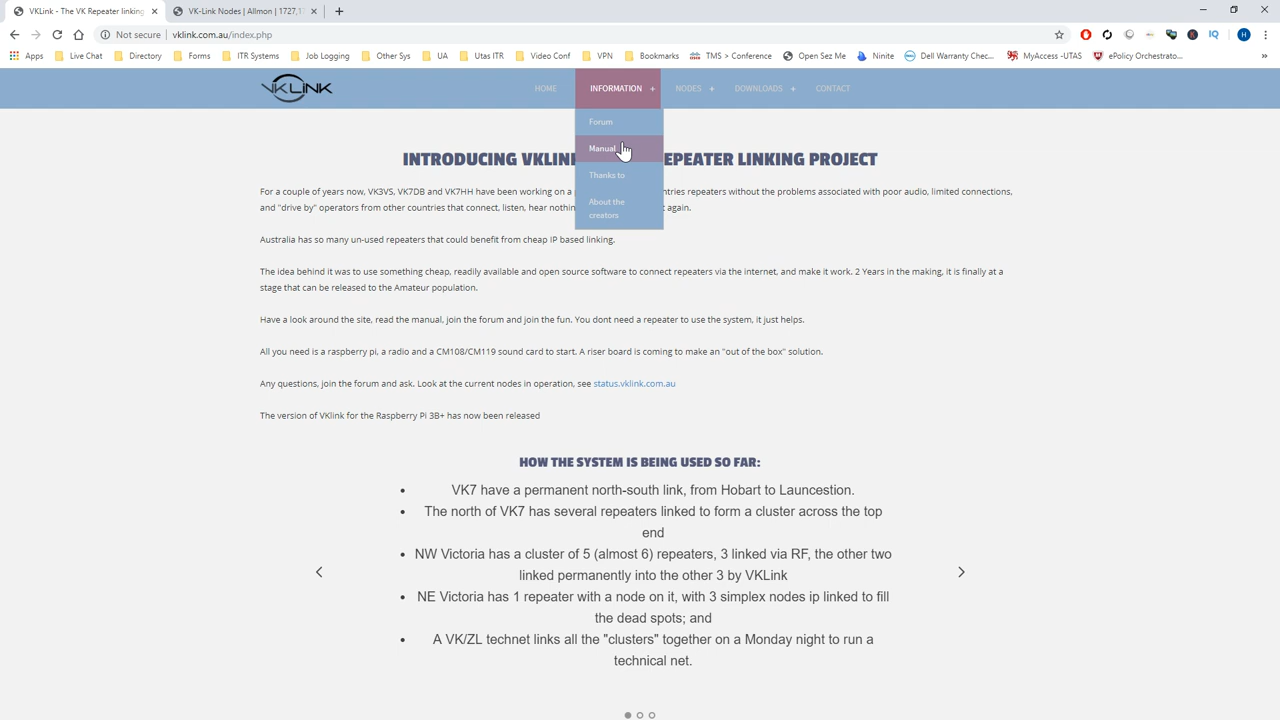 VKLink - The VK Repeater linking
VK-Link Nodes | Allmon | 1727,1
Not secure | vklink.com.au/index.php
Apps Live Chat Directory Forms ITR Systems Job Logging Other Sys UA Utas ITR Video Conf VPN Bookmarks TMS > Conference Open Sez Me Ninite Dell Warranty Chec... MyAccess -UTAS ePolicy Orchestrator...
VKLINK
HOME INFORMATION + NODES + DOWNLOADS + CONTACT
Forum
Manual
Thanks to
About the
creators
INTRODUCING VKLIN EPEATER LINKING PROJECT
For a couple of years now, VK3VS, VK7DB and VK7HH have been working on a p ntries repeaters without the problems associated with poor audio, limited connections,
and "drive by" operators from other countries that connect, listen, hear nothin again.
Australia has so many un-used repeaters that could benefit from cheap IP based linking.
The idea behind it was to use something cheap, readily available and open source software to connect repeaters via the internet, and make it work. 2 Years in the making, it is finally at a
stage that can be released to the Amateur population.
Have a look around the site, read the manual, join the forum and join the fun. You dont need a repeater to use the system, it just helps.
All you need is a raspberry pi, a radio and a CM108/CM119 sound card to start. A riser board is coming to make an "out of the box" solution.
Any questions, join the forum and ask. Look at the current nodes in operation, see status.vklink.com.au
The version of VKlink for the Raspberry Pi 3B+ has now been released
HOW THE SYSTEM IS BEING USED SO FAR:
• VK7 have a permanent north-south link, from Hobart to Launcestion.
• The north of VK7 has several repeaters linked to form a cluster across the top
end
• NW Victoria has a cluster of 5 (almost 6) repeaters, 3 linked via RF, the other two
linked permanently into the other 3 by VKLink
• NE Victoria has 1 repeater with a node on it, with 3 simplex nodes ip linked to fill
the dead spots; and
• A VK/ZL technet links all the "clusters" together on a Monday night to run a
technical net.